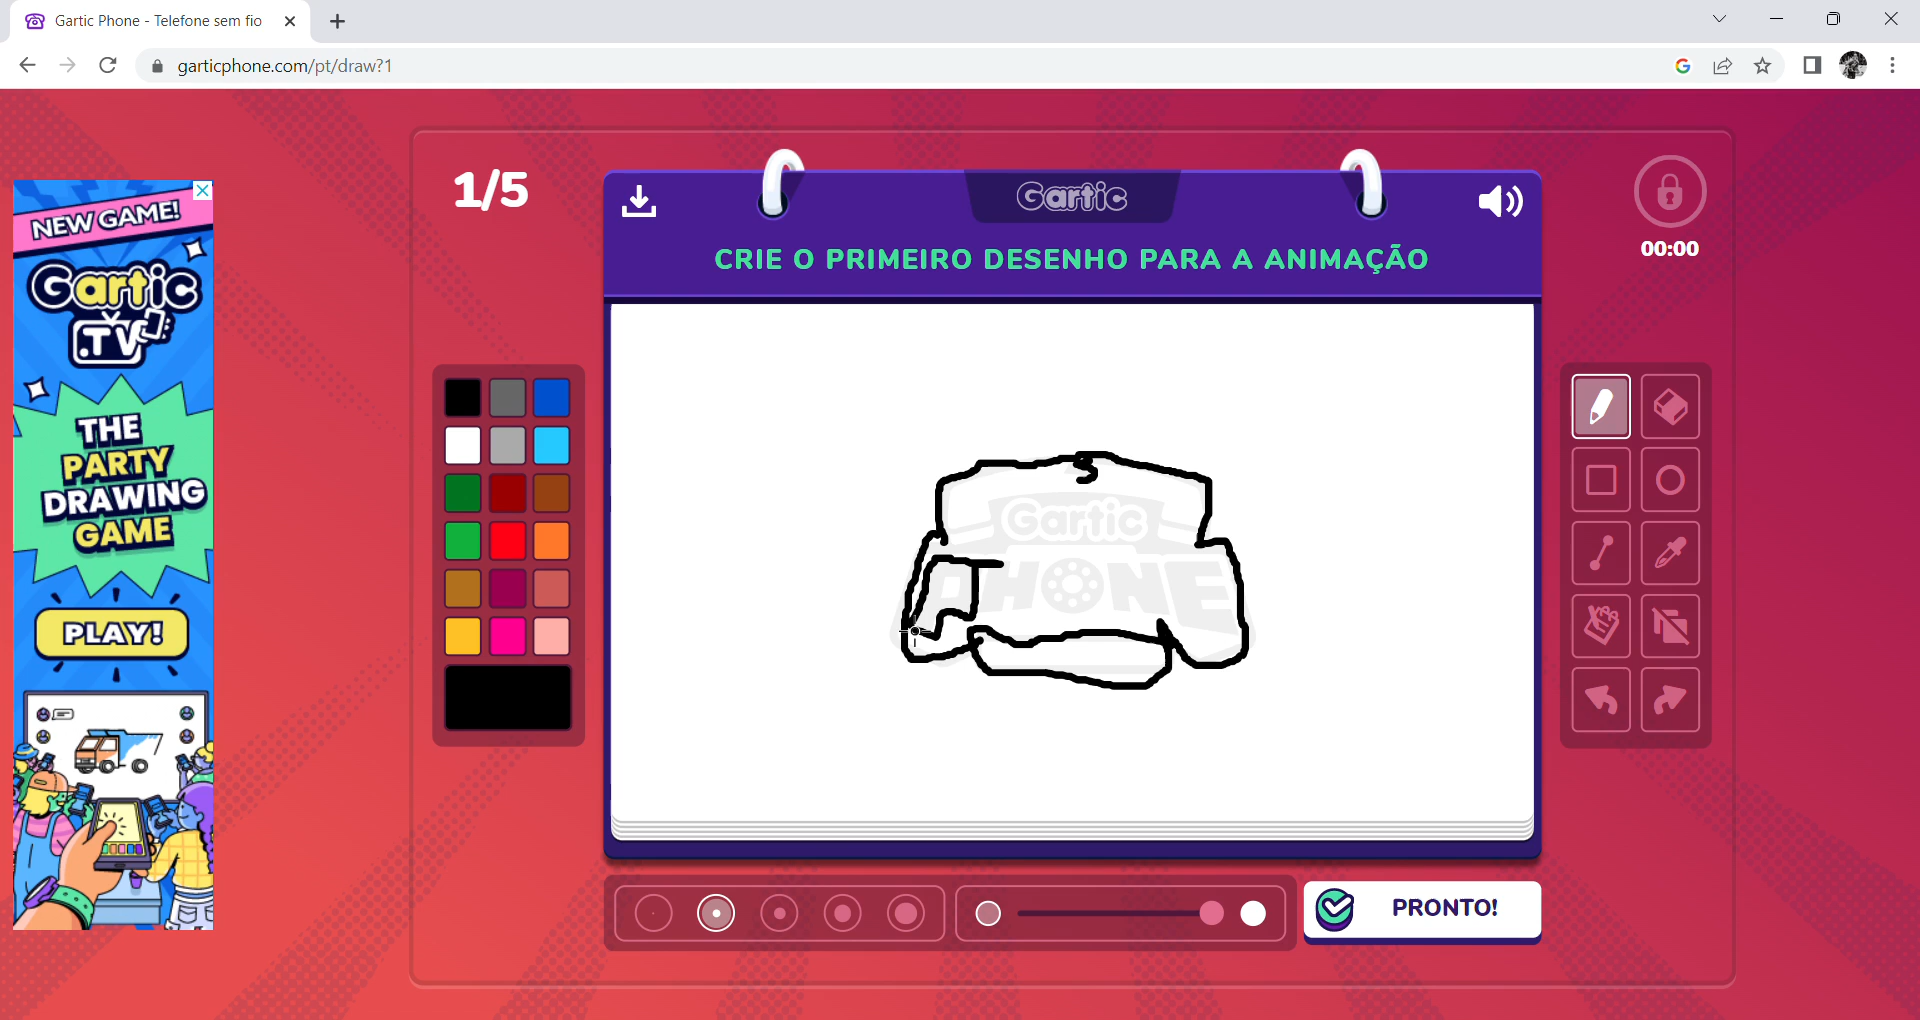 Gartic Phone - Telefone sem fio
garticphone.com/pt/draw?1
1/5
Gartic
00:00
CRIE O PRIMEIRO DESENHO PARA A ANIMAÇÃO
NEW GAME!
Gartic
.TV
THE
PARTY
DRAWING
GAME
PLAY!
Gartic
PHONE
PRONTO!